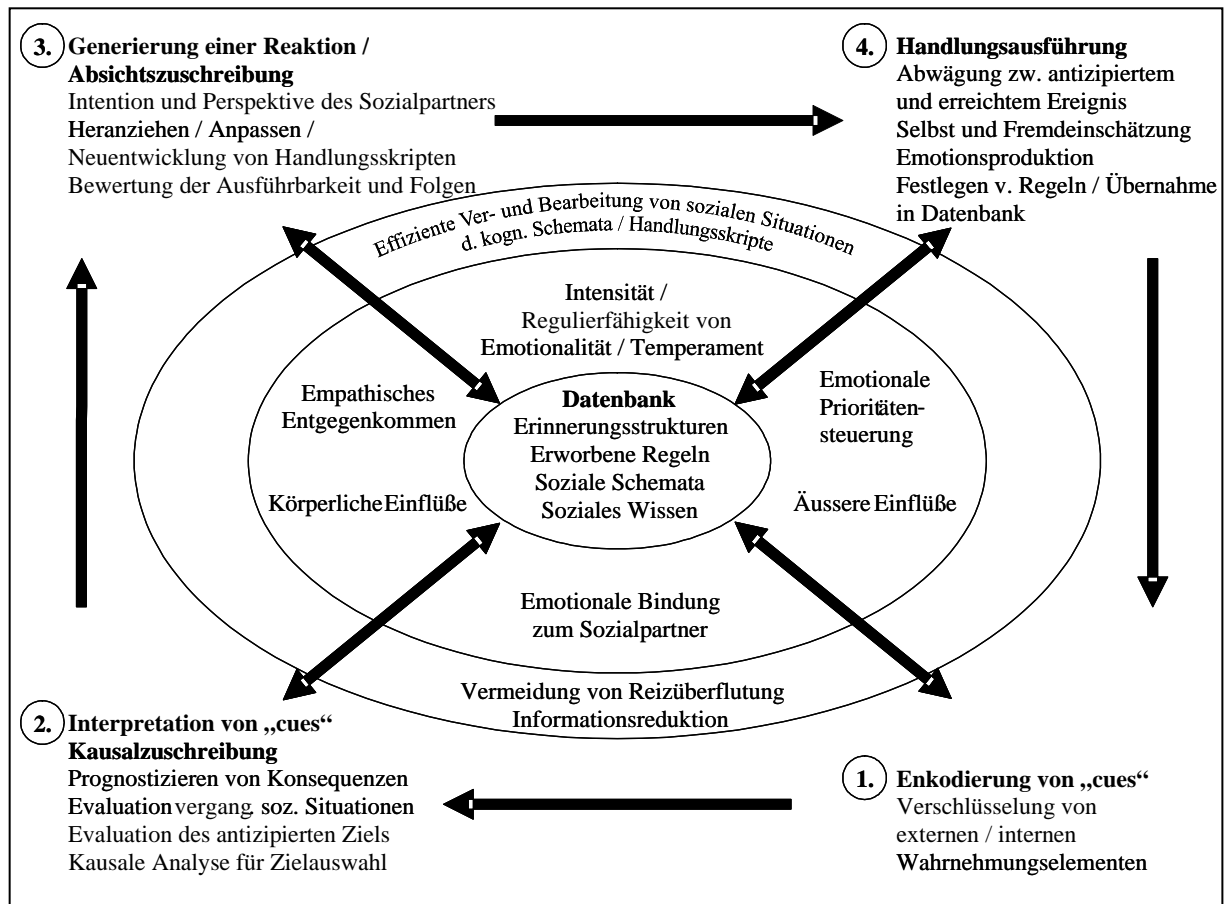 3. Generierung einer Reaktion /
Absichtszuschreibung
Intention und Perspektive des Sozialpartners
Heranziehen / Anpassen /
Neuentwicklung von Handlungsskripten
Bewertung der Ausführbarkeit und Folgen
4. Handlungsausführung
Abwägung zw. antizipiertem
und erreichtem Ereignis
Selbst und Fremdeinschätzung
Emotionsproduktion
Festlegen v. Regeln / Übernahme
in Datenbank
Effiziente Ver- und Bearbeitung von sozialen Situationen
d. kogn. Schemata / Handlungsskripte
Intensität /
Regulierfähigkeit von
Emotionalität / Temperament
Empathisches
Entgegenkommen
Datenbank
Erinnerungsstrukturen
Erworbene Regeln
Soziale Schemata
Soziales Wissen
Emotionale
Prioritäten-
steuerung
Körperliche Einflüße
Äussere Einflüße
Emotionale Bindung
zum Sozialpartner
Vermeidung von Reizüberflutung
Informationsreduktion
2. Interpretation von „cues“
Kausalzuschreibung
Prognostizieren von Konsequenzen
Evaluation vergang. soz. Situationen
Evaluation des antizipierten Ziels
Kausale Analyse für Zielauswahl
1. Enkodierung von „cues“
Verschlüsselung von
externen / internen
Wahrnehmungselementen